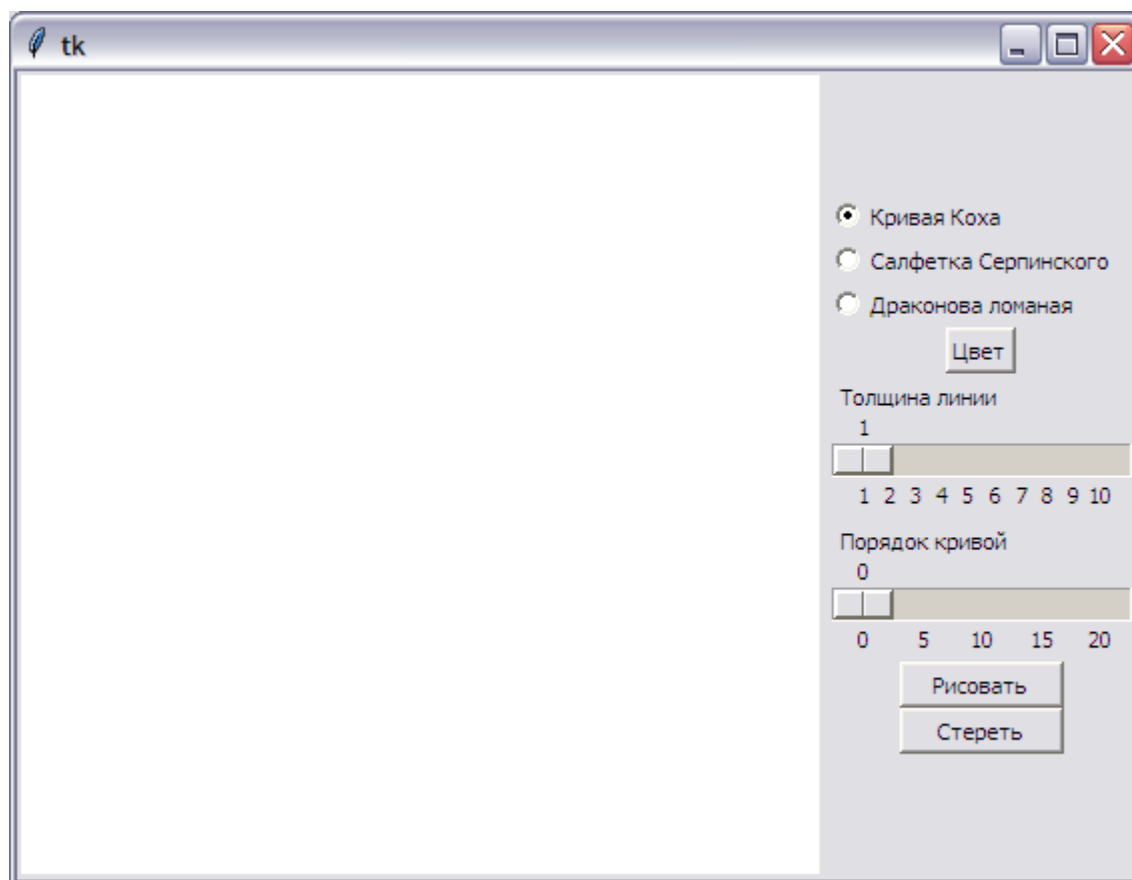 tk
Кривая Коха
Салфетка Серпинского
Драконова ломаная
Цвет
Толщина линии
1
1 2 3 4 5 6 7 8 9 10
Порядок кривой
0
0 5 10 15 20
Рисовать
Стереть